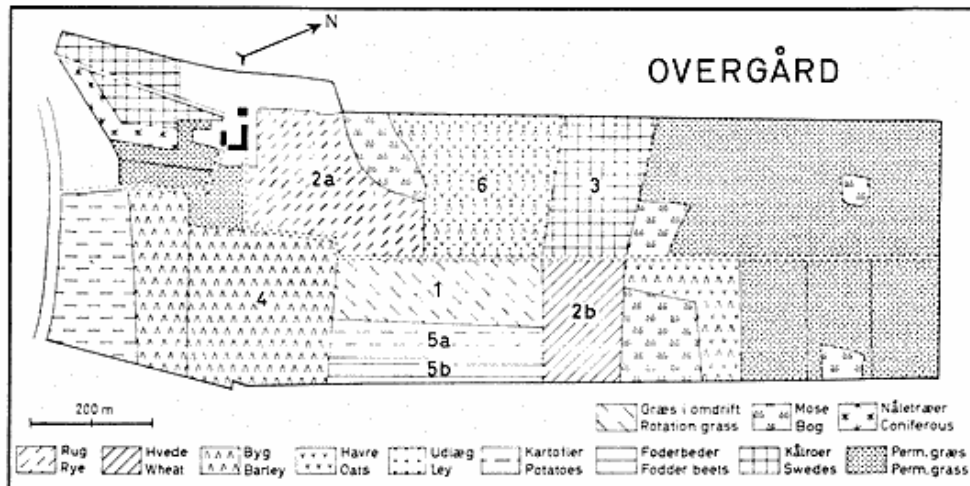 N
OVERGÅRD
2a
6
3
4
1
2b
5a
5b
200 m
Græs i omdrift
Rotation grass
Mose
Bog
Nåletræer
Coniferous
Rug
Rye
Hvede
Wheat
Byg
Barley
Havre
Oats
Udlæg
Ley
Kartofler
Potatoes
Foderbeder
Fodder beets
Kålroer
Swedes
Perm. græs
Perm. grass